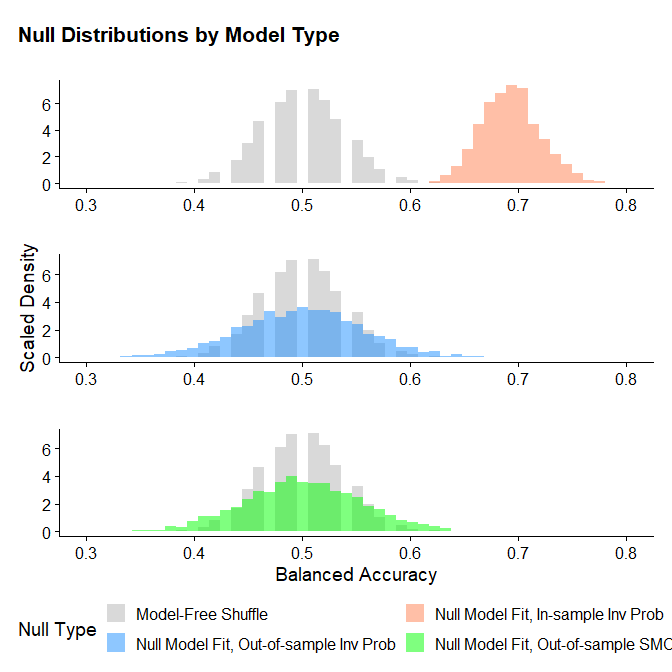 Null Distributions by Model Type
6
4
2
0
0.3 0.4 0.5 0.6 0.7 0.8
Scaled Density
6
4
2
0
0.3 0.4 0.5 0.6 0.7 0.8
6
4
2
0
0.3 0.4 0.5 0.6 0.7 0.8
Balanced Accuracy
Null Type
Model-Free Shuffle
Null Model Fit, In-sample Inv Prob
Null Model Fit, Out-of-sample Inv Prob
Null Model Fit, Out-of-sample SMO